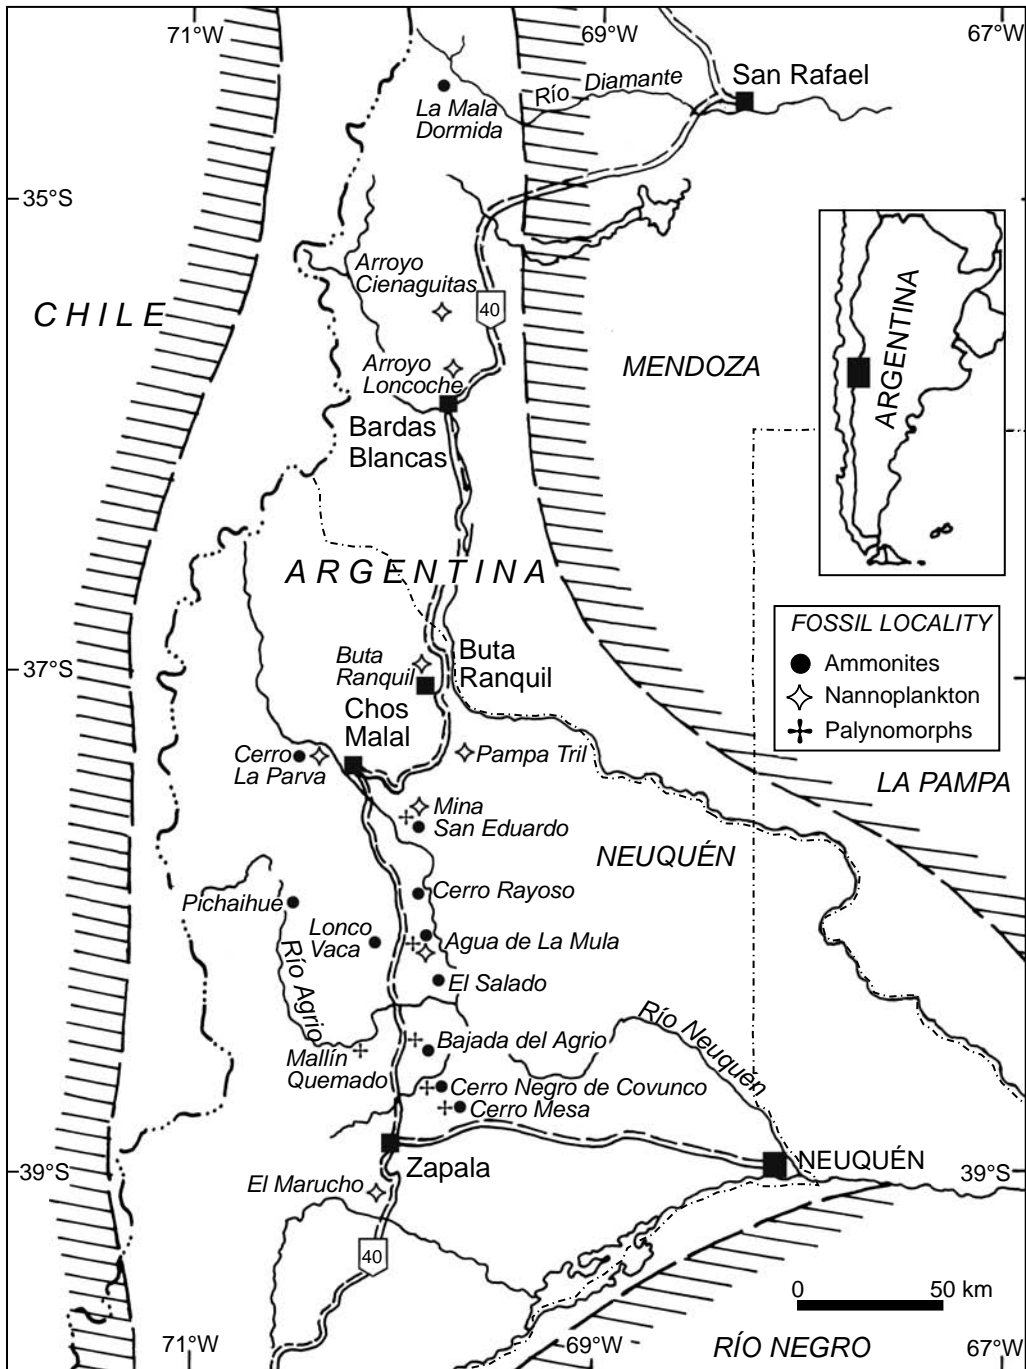 71°W
69°W
67°W
San Rafael
Río Diamante
La Mala
Dormida
35°S
Arroyo
Cienaguitas
CHILE
40
ARGENTINA
Arroyo
Loncoche
MENDOZA
Bardas
Blancas
ARGENTINA
FOSSIL LOCALITY
Ammonites
Nannoplankton
Palynomorphs
37°S
Buta
Ranquil
Buta
Ranquil
Chos
Malal
Cerro
La Parva
Pampa Tril
LA PAMPA
Mina
San Eduardo
NEUQUÉN
Pichaihue
Cerro Rayoso
Lonco
Vaca
Agua de La Mula
Río Agrio
El Salado
Río Neuquén
Mallín
Quemado
Bajada del Agrio
Cerro Negro de Covunco
Cerro Mesa
39°S
Zapala
NEUQUÉN
39°S
El Marucho
40
0 50 km
71°W
69°W
RÍO NEGRO
67°W